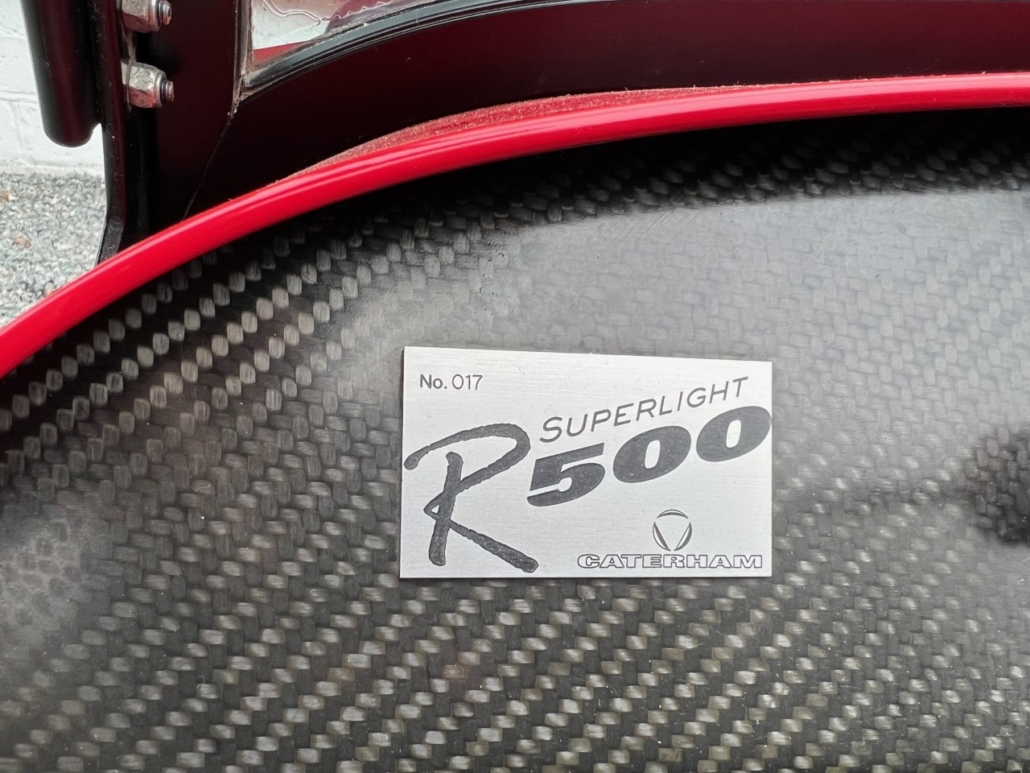 No. 017
SUPERLIGHT
R500
CATERHAM